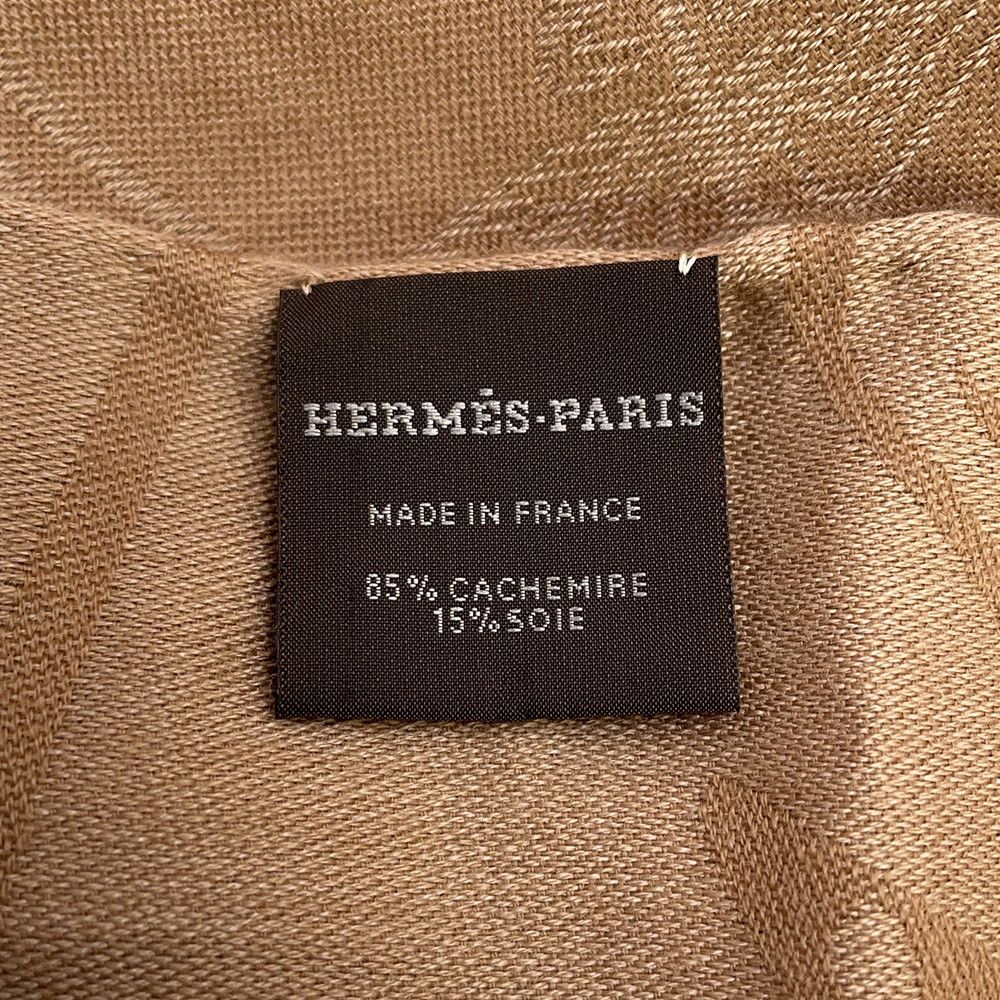 HERMÈS-PARIS
MADE IN FRANCE
85% CACHEMIRE
15% SOIE